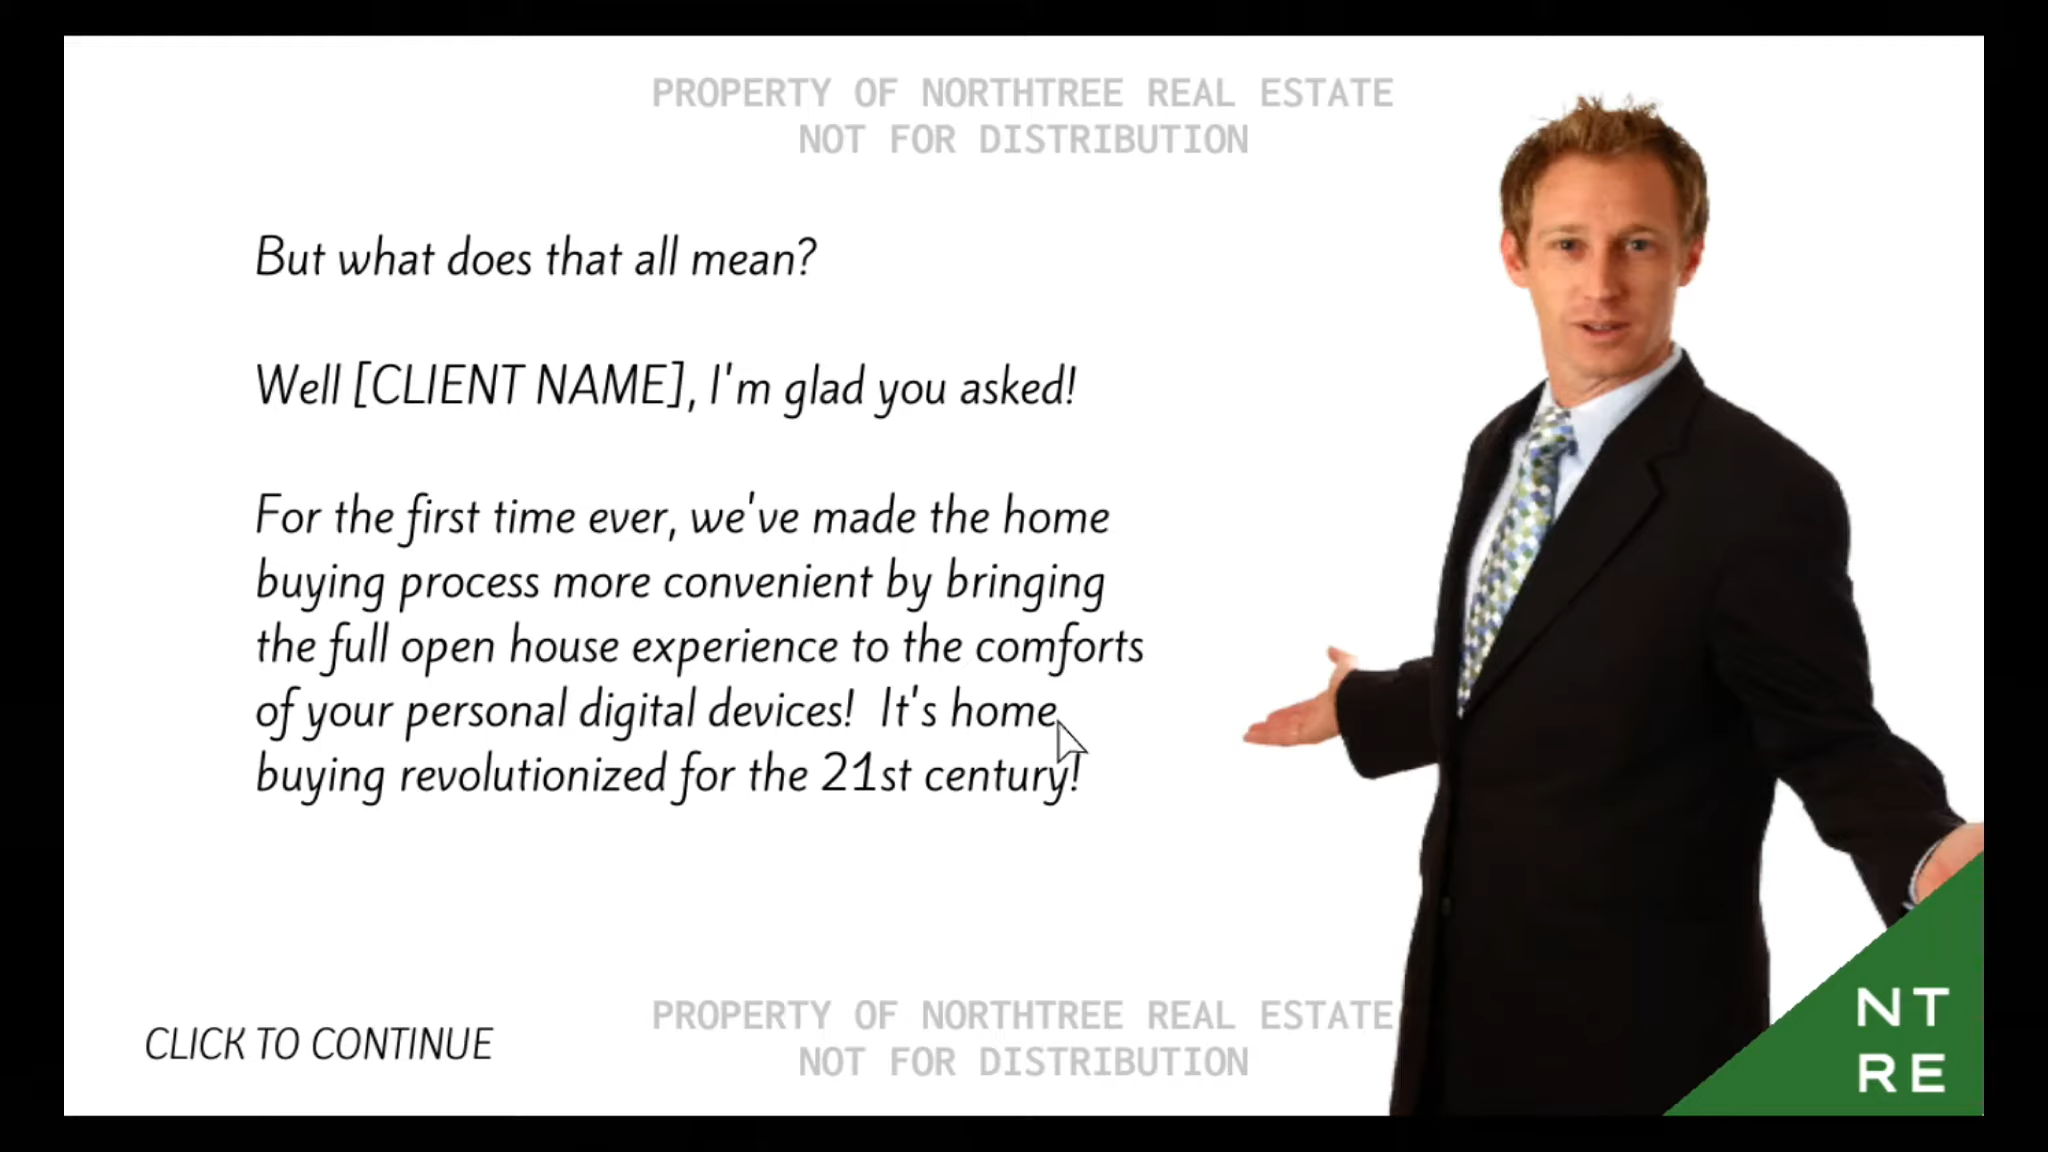 PROPERTY OF NORTHTREE REAL ESTATE
NOT FOR DISTRIBUTION
But what does that all mean?
Well [CLIENT NAME], I'm glad you asked!
For the first time ever, we've made the home
buying process more convenient by bringing
the full open house experience to the comforts
of your personal digital devices!  It's home
buying revolutionized for the 21st century!
CLICK TO CONTINUE
PROPERTY OF NORTHTREE REAL ESTATE
NOT FOR DISTRIBUTION
NT
RE